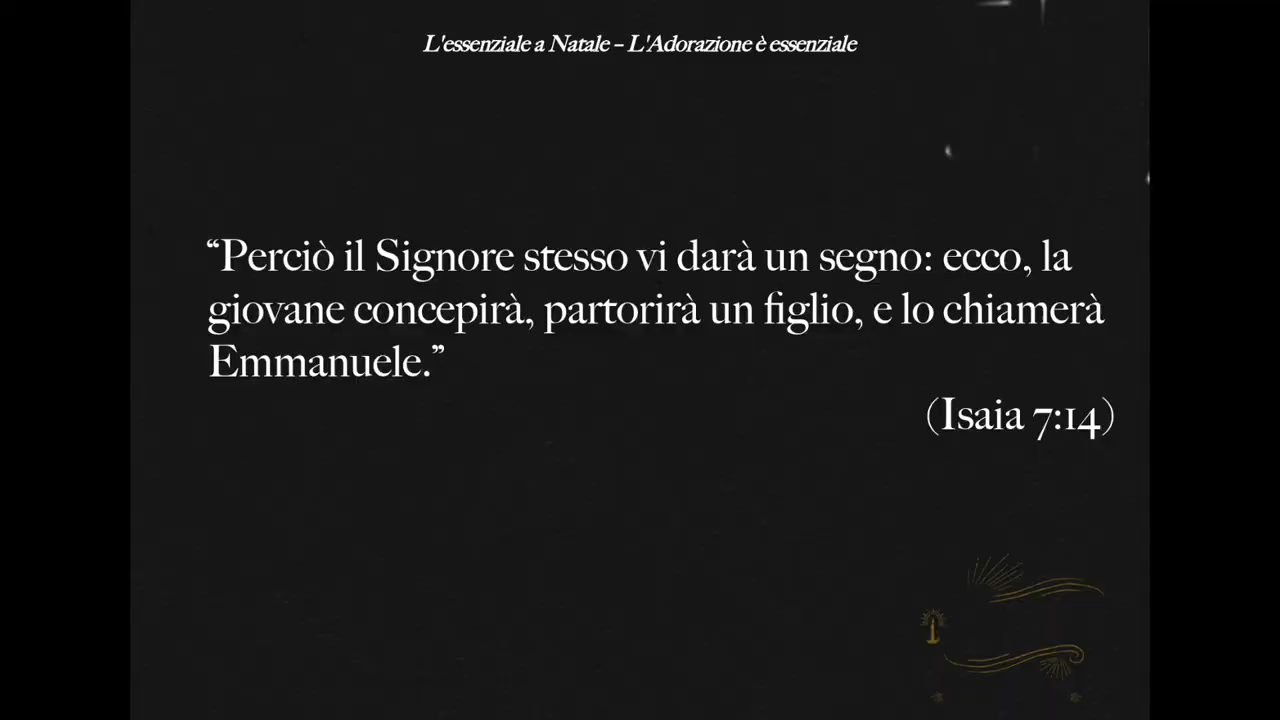 L'essenziale a Natale – L'Adorazione è essenziale
“Perciò il Signore stesso vi darà un segno: ecco, la
giovane concepirà, partorirà un figlio, e lo chiamerà
Emmanuele.”
(Isaia 7:14)